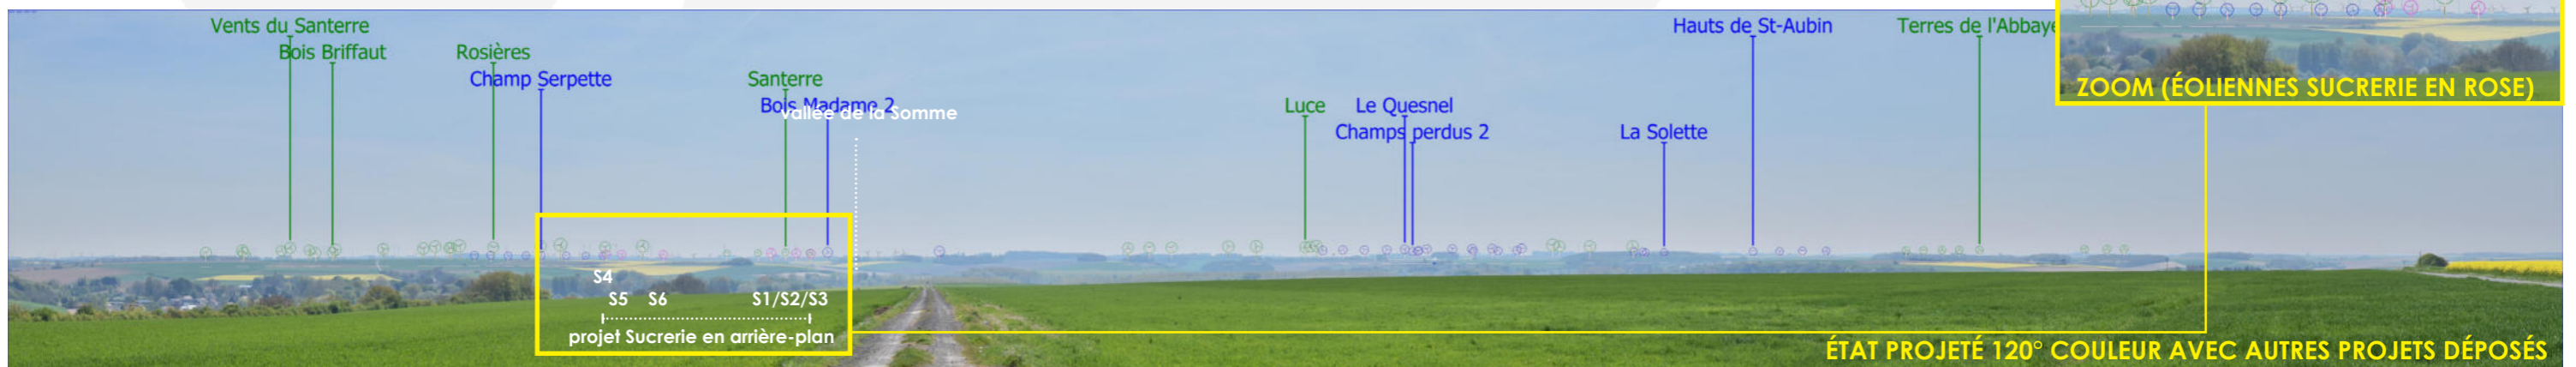 Vents du Santerre
Bois Briffaut
Rosières
Champ Serpette
Santerre
Bois Madame 2
Vallée de la Somme
Luce
Le Quesnel
Champs perdus 2
La Solette
Hauts de St-Aubin
Terres de l'Abbaye
ZOOM (ÉOLIENNES SUCRERIE EN ROSE)
S4
S5 S6 S1/S2/S3
projet Sucrerie en arrière-plan
ÉTAT PROJETÉ 120° COULEUR AVEC AUTRES PROJETS DÉPOSÉS